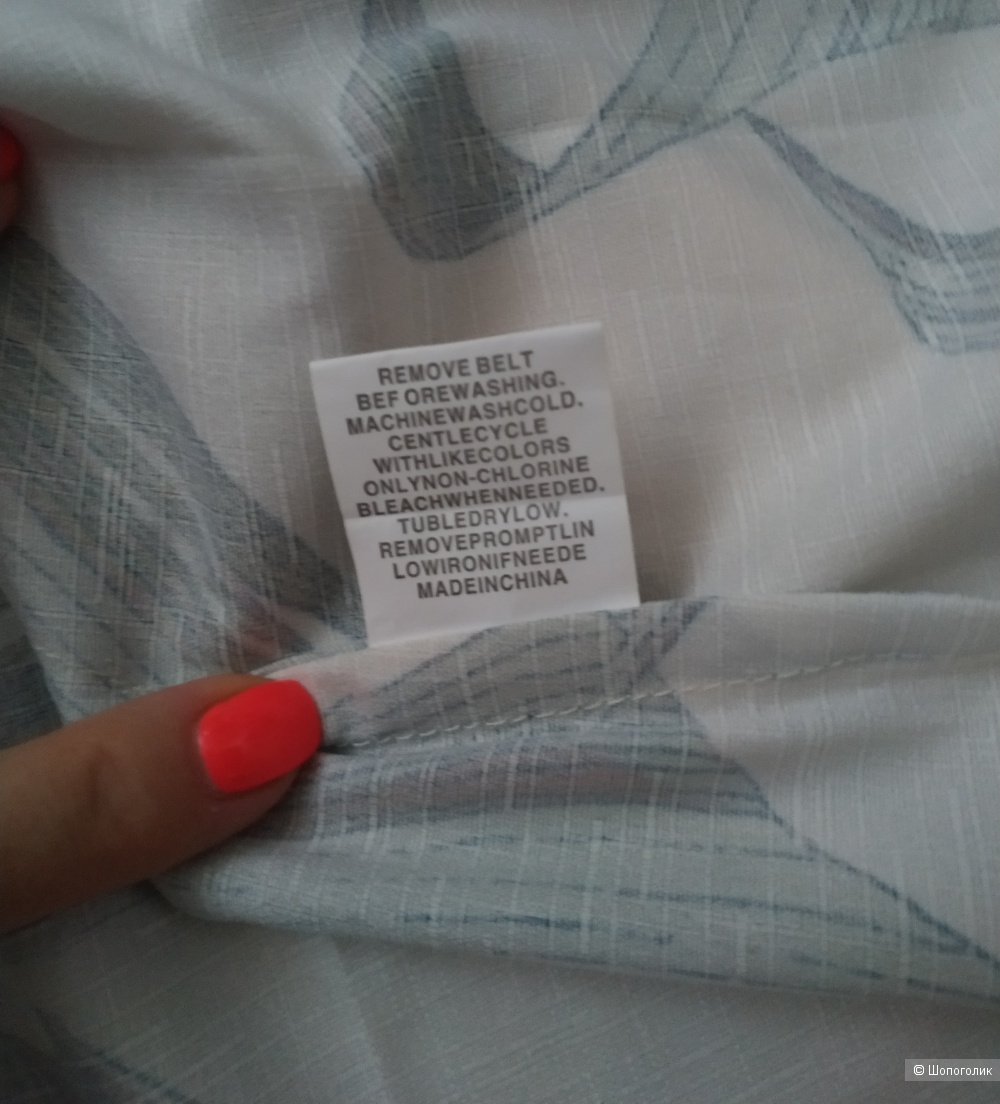 REMOVE BELT
BEF OREWASHING.
MACHINEWASHCOLD.
CENTLECYCLE
WITHLIKECOLORS
ONLYNON-CHLORINE
BLEACHWHENNEEDED.
TUBLEDRYLOW.
REMOVEPROMPTLIN
LOWIRONIFNEEDE
MADEINCHINA
© Шопоголик